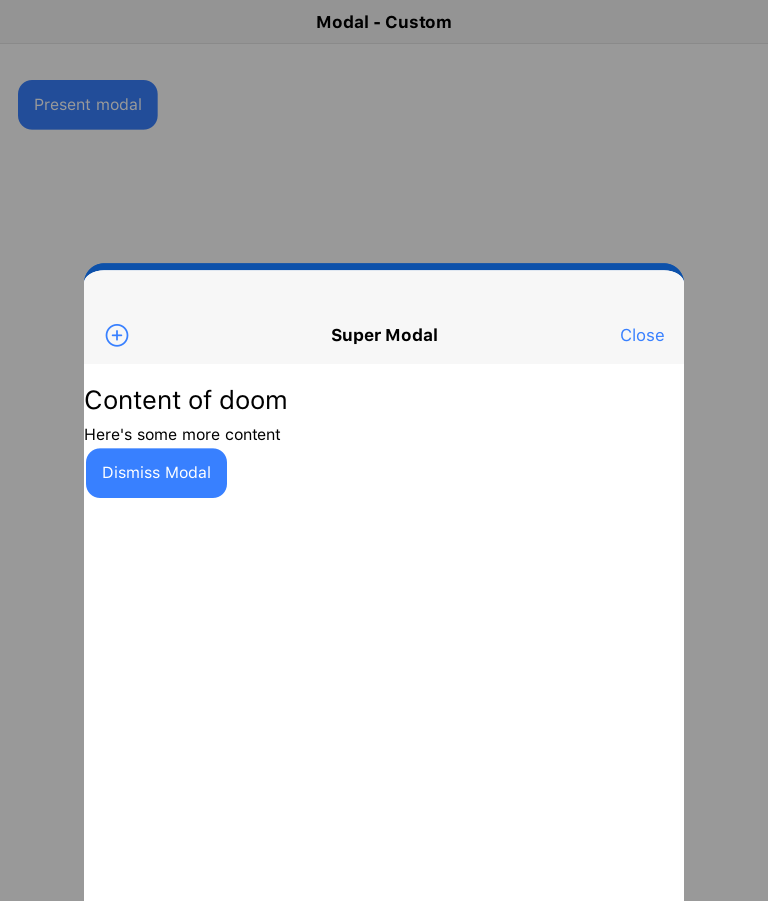 Modal - Custom
Present modal
Super Modal
Close
Content of doom
Here's some more content
Dismiss Modal